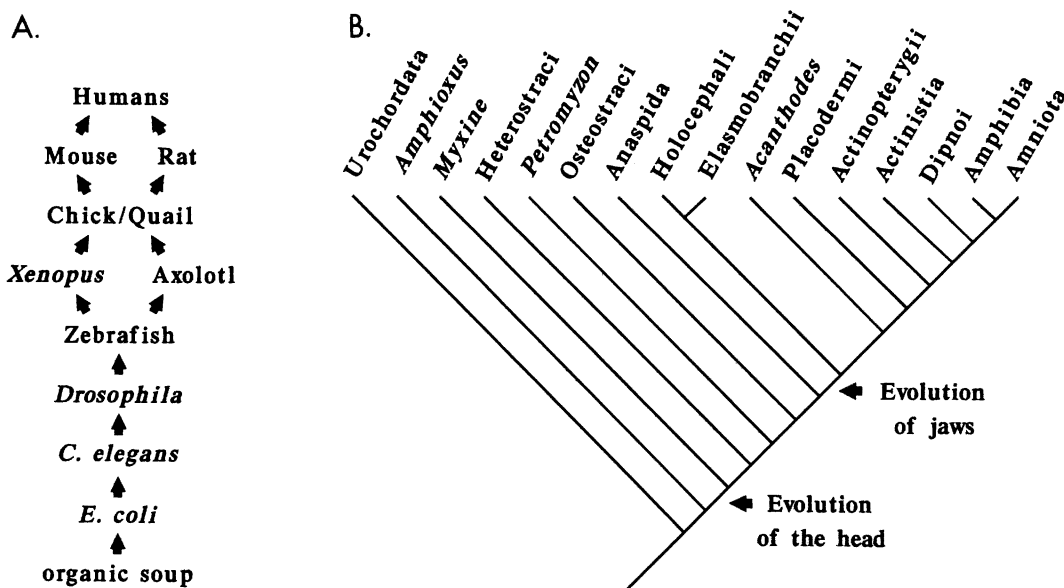 A.
Humans
Mouse Rat
Chick/Quail
Xenopus Axolotl
Zebrafish
Drosophila
C. elegans
E. coli
organic soup
B.
Urochordata
Amphioxus
Myxine
Heterostraci
Petromyzon
Osteostraci
Anaspida
Holocephali
Elasmobranchii
Acanthodes
Placodermi
Actinopterygii
Actinistia
Dipnoi
Amphibia
Amniota
Evolution
of jaws
Evolution
of the head